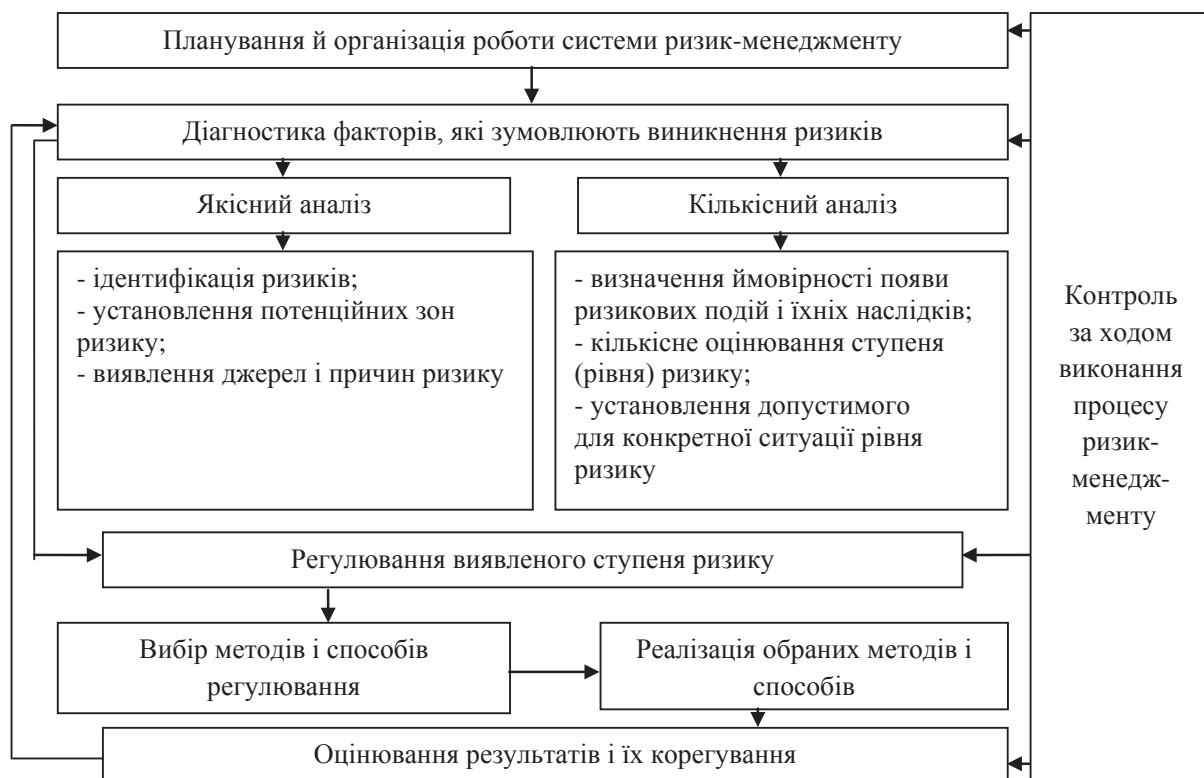 Планування й організація роботи системи ризик-менеджменту
Діагностика факторів, які зумовлюють виникнення ризиків
Якісний аналіз
Кількісний аналіз
- ідентифікація ризиків;
- установлення потенційних зон
ризику;
- виявлення джерел і причин ризику
- визначення ймовірності появи
ризикових подій і їхніх наслідків;
- кількісне оцінювання ступеня
(рівня) ризику;
- установлення допустимого
для конкретної ситуації рівня
ризику
Регулювання виявленого ступеня ризику
Вибір методів і способів
регулювання
Реалізація обраних методів і
способів
Оцінювання результатів і їх корегування
Контроль
за ходом
виконання
процесу
ризик-
менедж-
менту